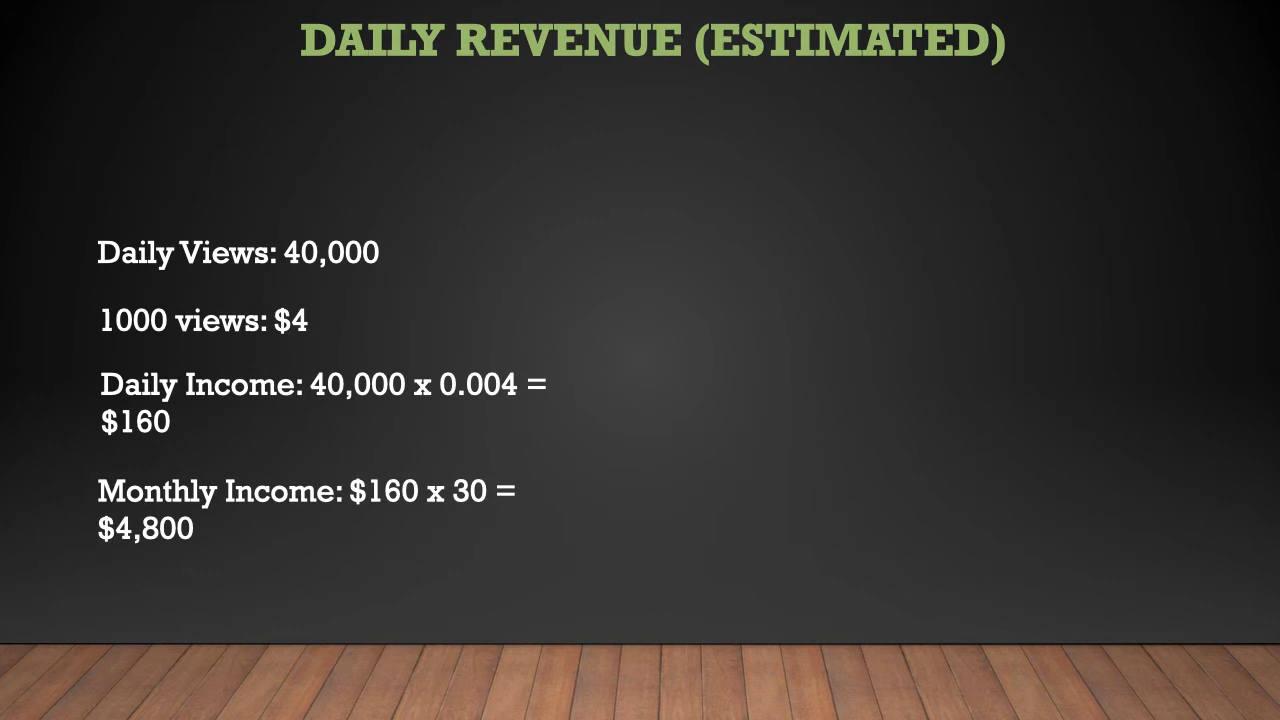 DAILY REVENUE (ESTIMATED)
Daily Views: 40,000
1000 views: $4
Daily Income: 40,000 x 0.004 =
$160
Monthly Income: $160 x 30 =
$4,800